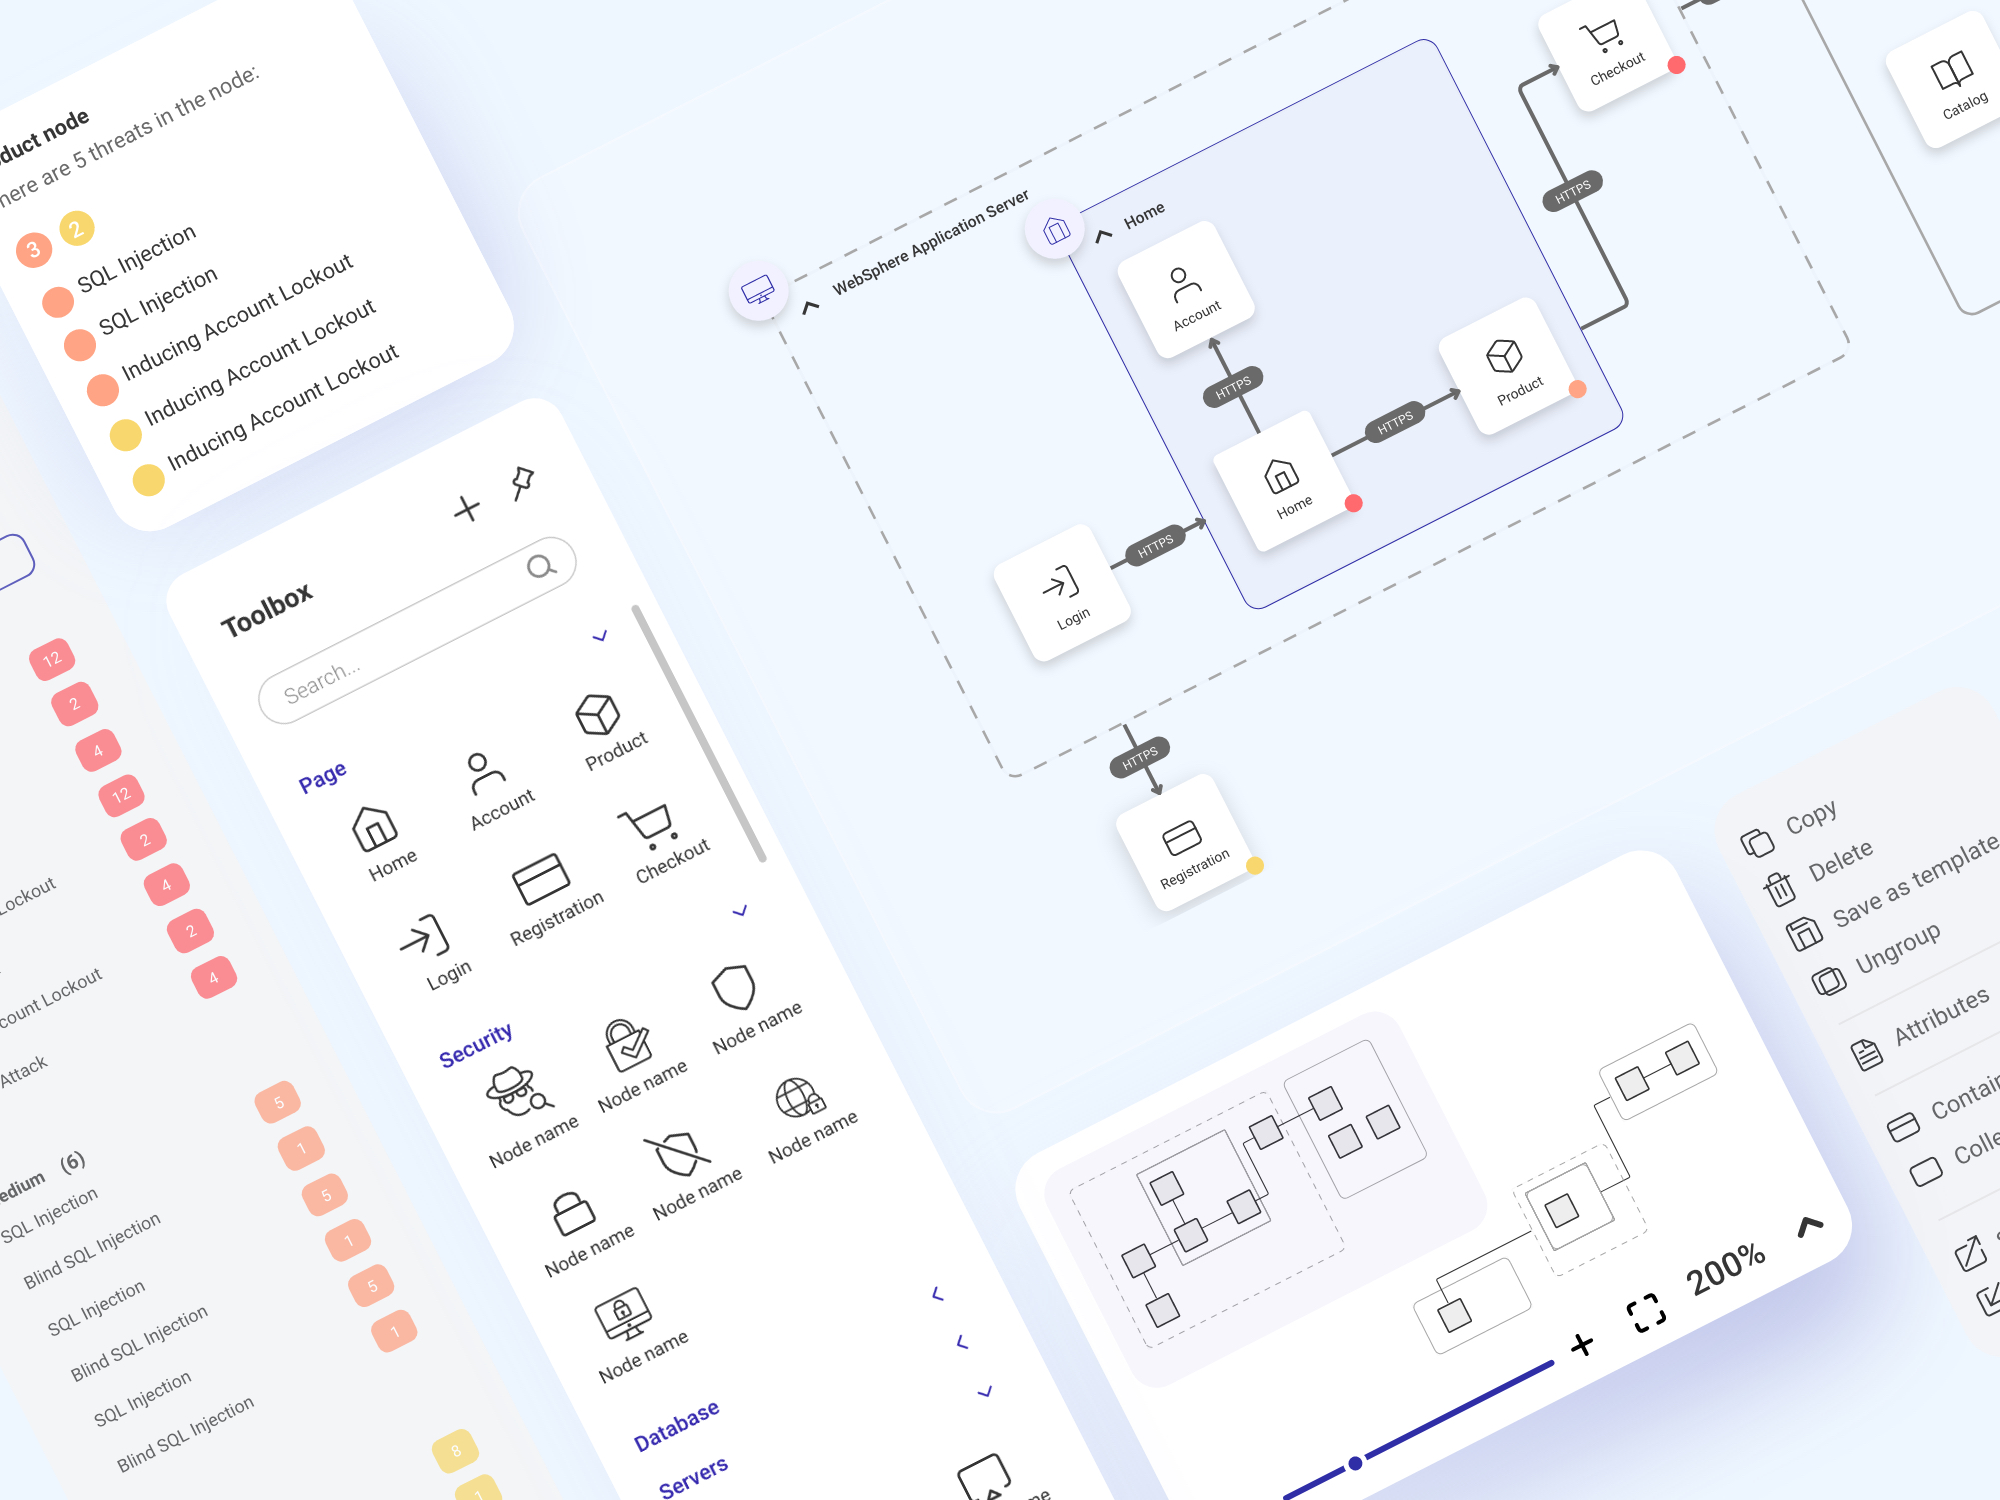 duct node
here are 5 threats in the node:
3 2
SQL Injection
SQL Injection
Inducing Account Lockout
Inducing Account Lockout
Inducing Account Lockout
12
2
4
12
2
4
2
4
Lockout
count Lockout
Attack
5
1
5
1
5
1
edium (6)
SQL Injection
Blind SQL Injection
SQL Injection
Blind SQL Injection
SQL Injection
Blind SQL Injection
8
1
Toolbox
Search...
Page
Home
Account
Product
Login
Registration
Checkout
Security
Node name
Node name
Node name
Node name
Node name
Node name
Node name
Database
Servers
me
WebSphere Application Server
Home
Account
HTTPS
Home
HTTPS
Product
HTTPS
Login
HTTPS
Checkout
Catalog
HTTPS
Registration
200%
Copy
Delete
Save as template
Ungroup
Attributes
Contain
Colle